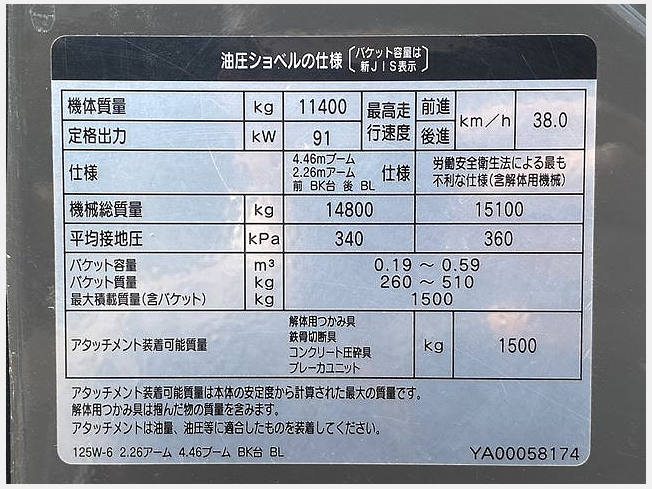 油圧ショベルの仕様〔バケット容量は新JIS表示〕
機体質量 kg 11400 最高走行速度 前進 後進 km/h 38.0
定格出力 kW 91
仕様 4.46mブーム 2.26mアーム 前 BK台 後 BL 仕様 労働安全衛生法による最も不利な仕様(含解体用機械)
機械総質量 kg 14800 15100
平均接地圧 kPa 340 360
バケット容量 m³ 0.19 ～ 0.59
バケット質量 kg 260 ～ 510
最大積載質量(含バケット) kg 1500
アタッチメント装着可能質量 解体用つかみ具 鉄骨切断具 コンクリート圧砕具 ブレーカユニット kg 1500
アタッチメント装着可能質量は本体の安定度から計算された最大の質量です。
解体用つかみ具は掴んだ物の質量を含みます。
アタッチメントは油量、油圧等に適合したものを装着してください。
125W-6 2.26アーム 4.46ブーム BK台 BL YA00058174